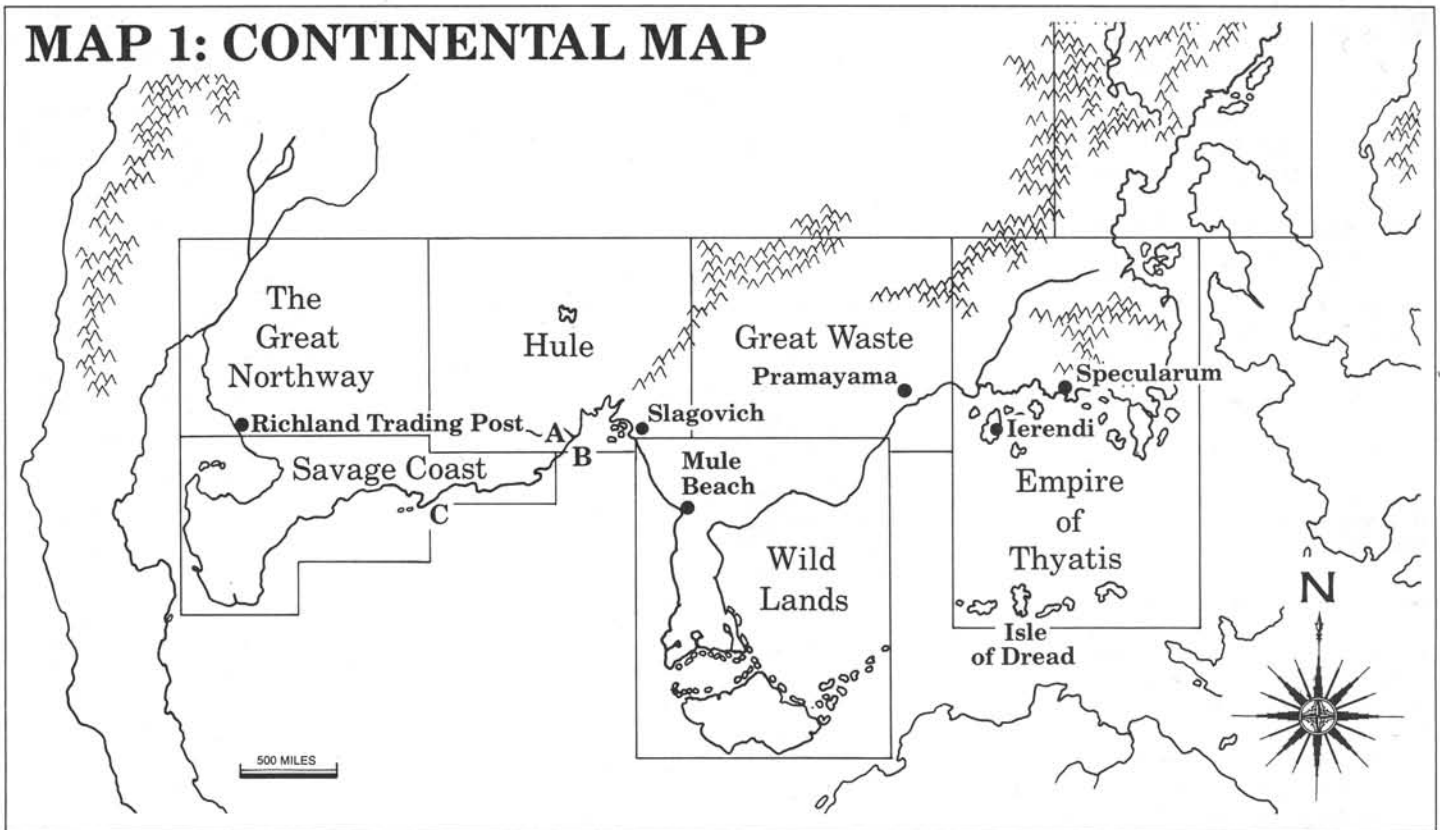 MAP 1: CONTINENTAL MAP
The
Great
Northway
Hule
Great Waste
Pramayama
Specularum
Richland Trading Post
A
B
Slagovich
Ierendi
Savage Coast
C
Mule
Beach
Empire
of
Thyatis
Wild
Lands
N
Isle
of Dread
500 MILES